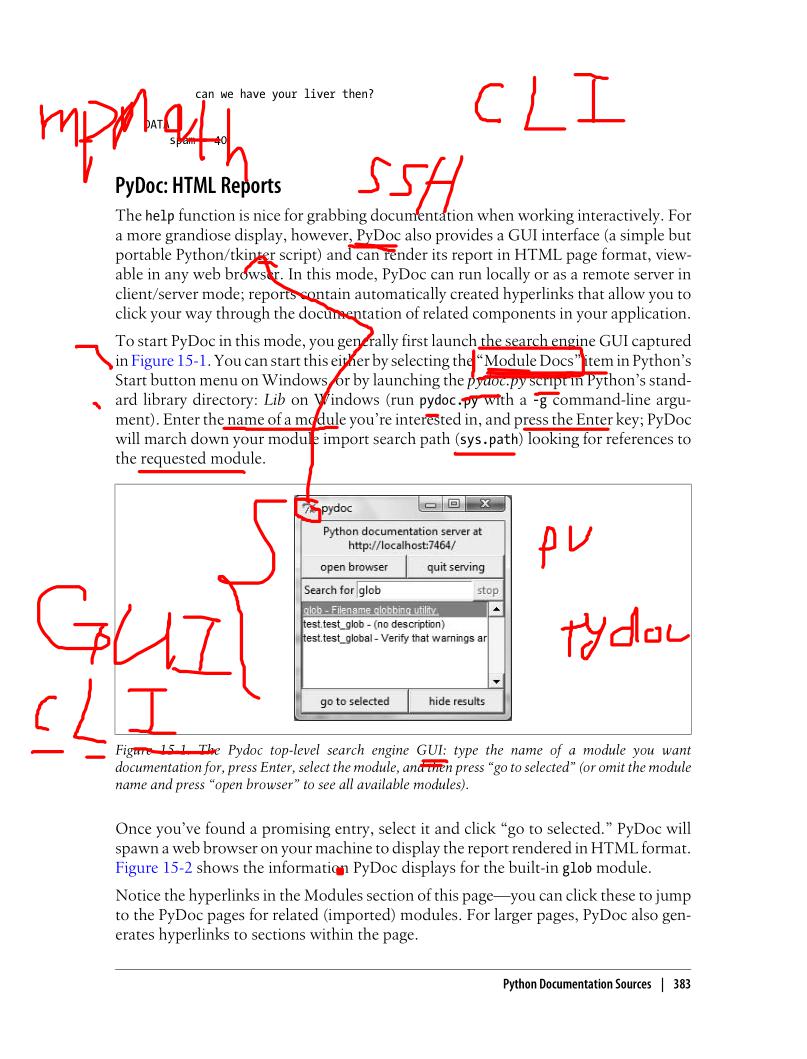 can we have your liver then?
CLI
DATA
spam = 40
SSH
PyDoc: HTML Reports
The help function is nice for grabbing documentation when working interactively. For
a more grandiose display, however, PyDoc also provides a GUI interface (a simple but
portable Python/tkinter script) and can render its report in HTML page format, view-
able in any web browser. In this mode, PyDoc can run locally or as a remote server in
client/server mode; reports contain automatically created hyperlinks that allow you to
click your way through the documentation of related components in your application.
To start PyDoc in this mode, you generally first launch the search engine GUI captured
in Figure 15-1. You can start this either by selecting the “Module Docs” item in Python’s
Start button menu on Windows, or by launching the pydoc.py script in Python’s stand-
ard library directory: Lib on Windows (run pydoc.py with a -g command-line argu-
ment). Enter the name of a module you’re interested in, and press the Enter key; PyDoc
will march down your module import search path (sys.path) looking for references to
the requested module.
pydoc
Python documentation server at
http://localhost:7464/
open browser quit serving
Search for glob stop
glob - Filename globbing utility.
test.test_glob - (no description)
test.test_global - Verify that warnings ar
go to selected hide results
GUI
CLI
Figure 15-1. The Pydoc top-level search engine GUI: type the name of a module you want
documentation for, press Enter, select the module, and then press “go to selected” (or omit the module
name and press “open browser” to see all available modules).
Once you’ve found a promising entry, select it and click “go to selected.” PyDoc will
spawn a web browser on your machine to display the report rendered in HTML format.
Figure 15-2 shows the information PyDoc displays for the built-in glob module.
Notice the hyperlinks in the Modules section of this page—you can click these to jump
to the PyDoc pages for related (imported) modules. For larger pages, PyDoc also gen-
erates hyperlinks to sections within the page.
Python Documentation Sources | 383